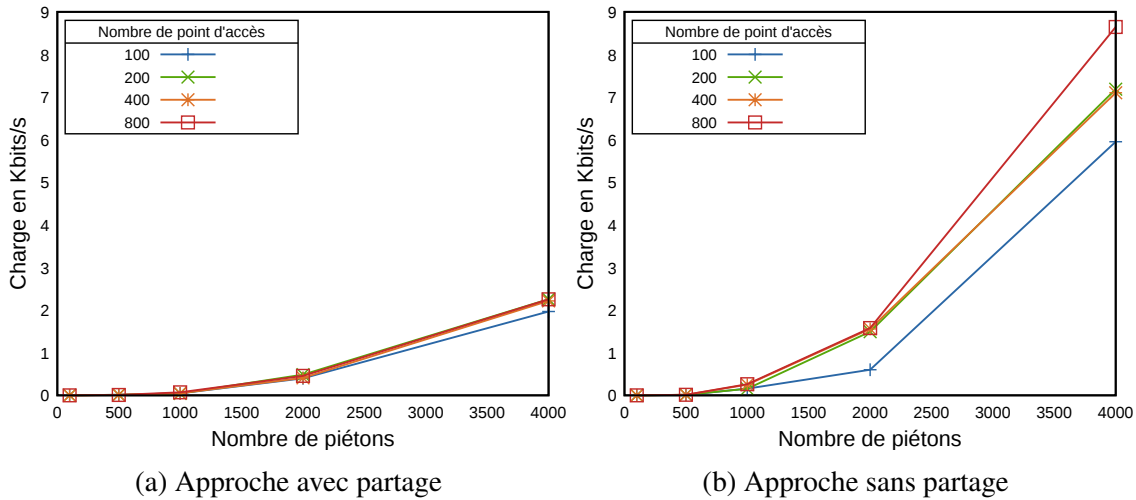 9
8
7
6
5
4
3
2
1
0
Charge en Kbits/s
Nombre de point d'accès
100
200
400
800
0 500 1000 1500 2000 2500 3000 3500 4000
Nombre de piétons
(a) Approche avec partage
9
8
7
6
5
4
3
2
1
0
Charge en Kbits/s
Nombre de point d'accès
100
200
400
800
0 500 1000 1500 2000 2500 3000 3500 4000
Nombre de piétons
(b) Approche sans partage